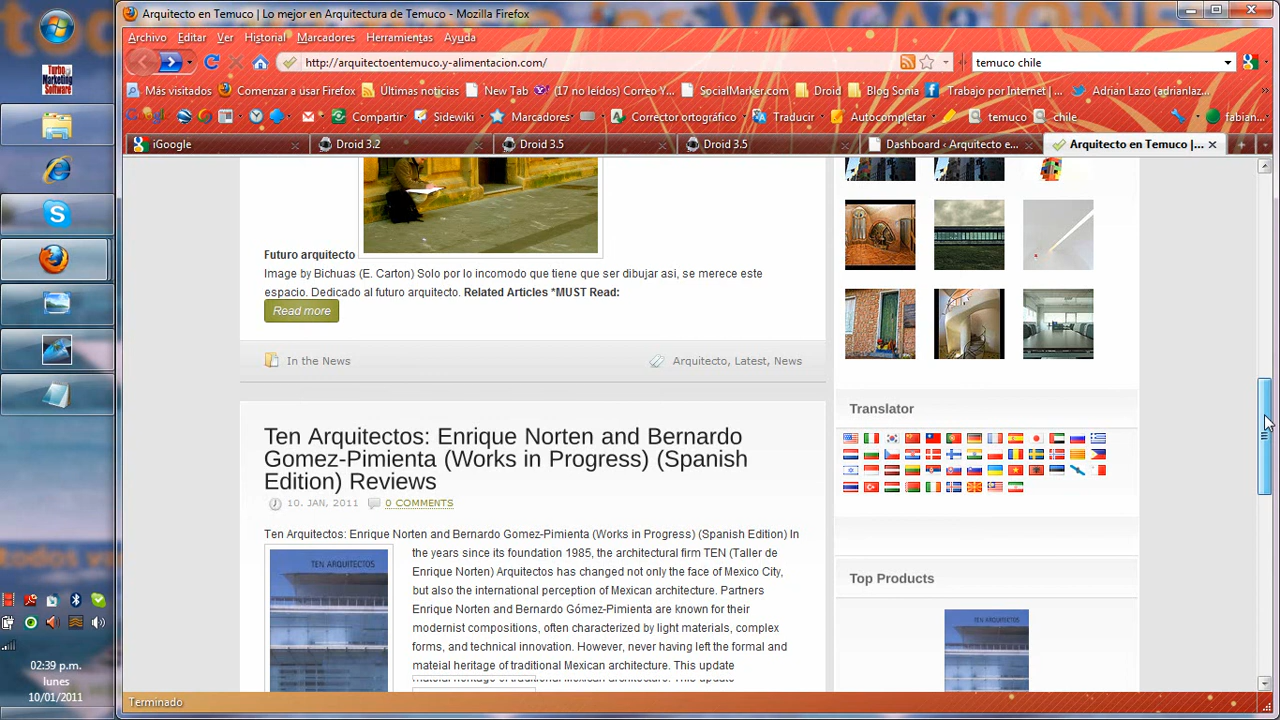 Arquitecto en Temuco | Lo mejor en Arquitectura de Temuco - Mozilla Firefox
Archivo Editar Ver Historial Marcadores Herramientas Ayuda
http://arquitectoentemuco.y-alimentacion.com/
temuco chile
Más visitados Comenzar a usar Firefox Últimas noticias New Tab (17 no leídos) Correo Y... SocialMarker.com Droid Blog Sonia Trabajo por Internet |... Adrian Lazo (adrianlaz...
Google Compartir Sidewiki Marcadores Corrector ortográfico Traducir Autocompletar temuco chile fabian...
iGoogle Droid 3.2 Droid 3.5 Droid 3.5 Dashboard ‹ Arquitecto e... Arquitecto en Temuco |...
Turbo
Marketing
Software
Futuro arquitecto
Image by Bichuas (E. Carton) Solo por lo incomodo que tiene que ser dibujar asi, se merece este
espacio. Dedicado al futuro arquitecto. Related Articles *MUST Read:
Read more
In the News
Arquitecto, Latest, News
Ten Arquitectos: Enrique Norten and Bernardo
Gomez-Pimienta (Works in Progress) (Spanish
Edition) Reviews
10. JAN, 2011 0 COMMENTS
Ten Arquitectos: Enrique Norten and Bernardo Gomez-Pimienta (Works in Progress) (Spanish Edition) In
the years since its foundation 1985, the architectural firm TEN (Taller de
Enrique Norten) Arquitectos has changed not only the face of Mexico City,
but also the international perception of Mexican architecture. Partners
Enrique Norten and Bernardo Gómez-Pimienta are known for their
modernist compositions, often characterized by light materials, complex
forms, and technical innovation. However, never having left the formal and
mateial heritage of traditional Mexican architecture. This update
TEN ARQUITECTOS
Translator
Top Products
TEN ARQUITECTOS
02:39 p.m.
lunes
10/01/2011
Terminado